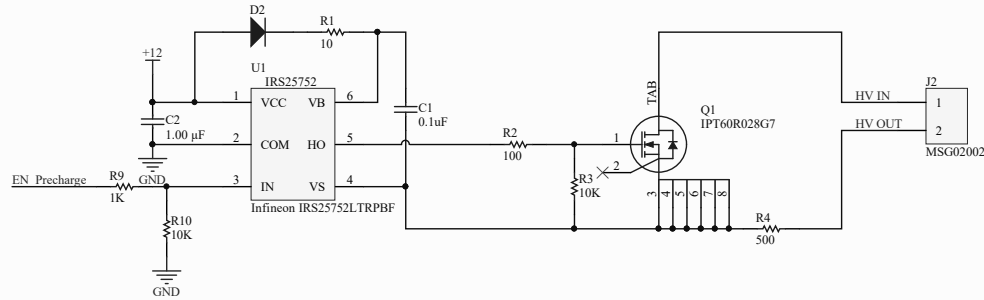 D2
R1
10
+12
U1
IRS25752
1
VCC
VB
6
C1
0.1uF
C2
1.00 µF
2
COM
HO
5
R2
100
EN_Precharge
R9
1K
GND
3
IN
VS
4
Infineon IRS25752LTRPBF
R10
10K
GND
R3
10K
TAB
Q1
IPT60R028G7
1
2
3
4
5
6
7
8
R4
500
J2
HV IN
1
HV OUT
2
MSG02002